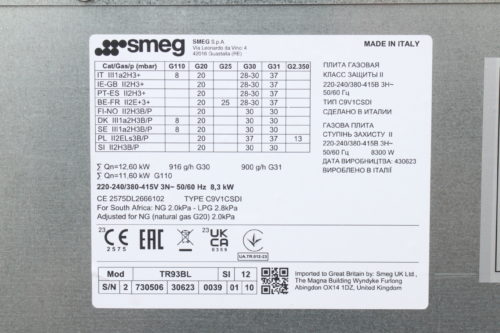 smeg
SMEG S.p.A
Via Leonardo da Vinci 4
42016 Guastalla (RE)
MADE IN ITALY
Cat/Gas/p (mbar) G110 G20 G25 G30 G31 G2.350
IT III1a2H3+ 8 20 28-30 37
IE-GB II2H3+ 20 28-30 37
PT-ES II2H3+ 20 28-30 37
BE-FR II2E+3+ 20 25 28-30 37
FI-NO II2H3B/P 20 30 30
DK III1a2H3B/P 8 20 30 30
SE III1a2H3B/P 8 20 30 30
PL II2ELs3B/P 20 37 37 13
SI II2H3B/P 20 30 30
∑ Qn=12,60 kW 916 g/h G30 900 g/h G31
∑ Qn=11,60 kW G110
220-240/380-415V 3N~ 50/60 Hz 8,3 kW
CE 2575DL2666102 TYPE C9V1CSDI
For South Africa: NG 2.0kPa - LPG 2.8kPa
Adjusted for NG (natural gas G20) 2.0kPa
ПЛИТА ГАЗОВАЯ
КЛАСС ЗАЩИТЫ II
220-240/380-415В 3H~
50/60 Гц
ТИП C9V1CSDI
СДЕЛАНО В ИТАЛИИ
ГАЗОВА ПЛИТА
СТУПІНЬ ЗАХИСТУ II
220-240/380-415В 3H~
50/60 Гц 8300 W
ВИГОТОВЛЕНО: 430623
ВИРОБЛЕНО В ІТАЛІЇ
23 CE 2575
EAC
23 UKCA 0359
UA.TR.012-23
Mod TR93BL SI 12
S/N 2 730506 30623 0039 01 10
Imported to Great Britain by: Smeg UK Ltd.,
The Magna Building Wyndyke Furlong
Abingdon OX14 1DZ, United Kingdom